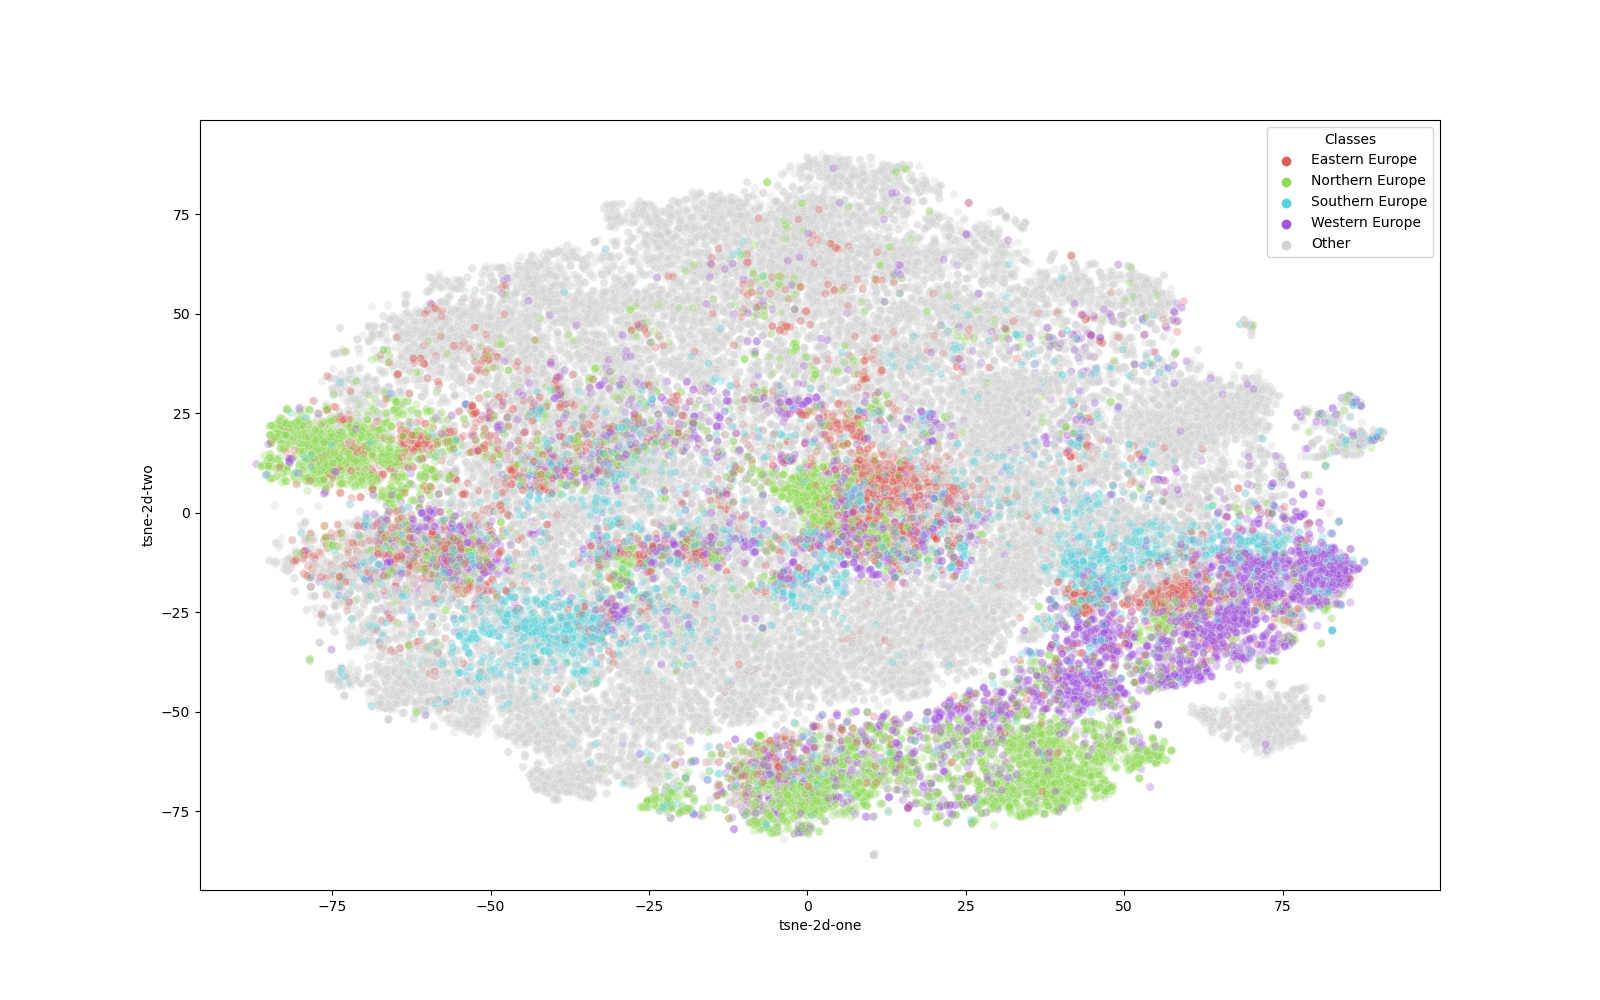 Classes
Eastern Europe
Northern Europe
Southern Europe
Western Europe
Other
75
50
25
0
−25
−50
−75
tsne-2d-two
−75
−50
−25
0
25
50
75
tsne-2d-one